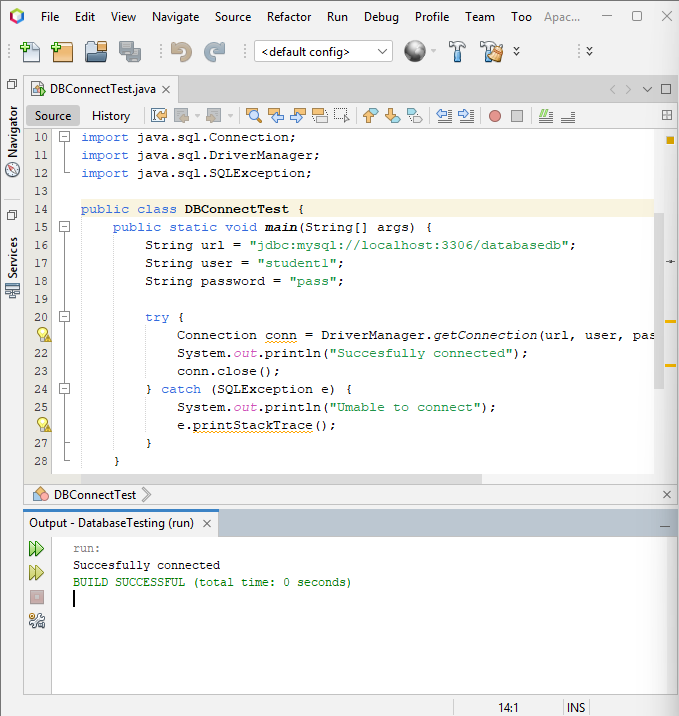 File Edit View Navigate Source Refactor Run Debug Profile Team Too Apac...
<default config>
DBConnectTest.java
Source History
Navigator
Services
10 import java.sql.Connection;
11 import java.sql.DriverManager;
12 import java.sql.SQLException;
13
14 public class DBConnectTest {
15 public static void main(String[] args) {
16 String url = "jdbc:mysql://localhost:3306/databasedb";
17 String user = "student1";
18 String password = "pass";
19
20 try {
Connection conn = DriverManager.getConnection(url, user, pas
22 System.out.println("Succesfully connected");
23 conn.close();
24 } catch (SQLException e) {
25 System.out.println("Umable to connect");
e.printStackTrace();
27 }
28 }
DBConnectTest
Output - DatabaseTesting (run)
run:
Succesfully connected
BUILD SUCCESSFUL (total time: 0 seconds)
14:1 INS